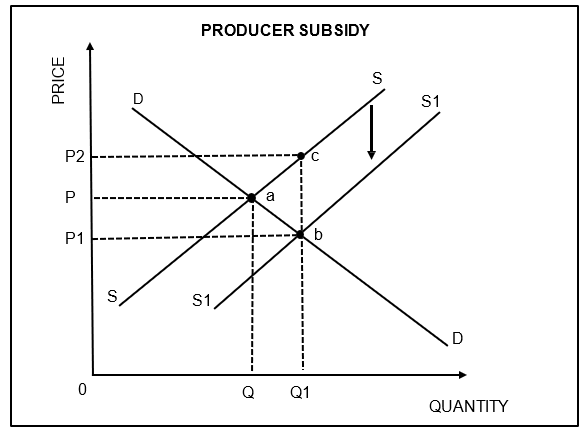 PRODUCER SUBSIDY
PRICE
S
D
S1
P2
c
P
a
P1
b
S
S1
D
0
Q
Q1
QUANTITY